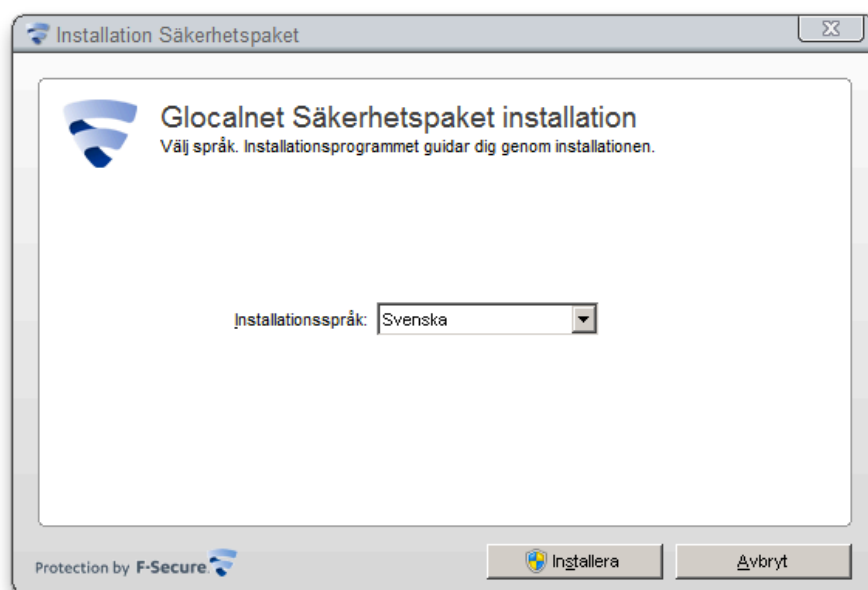 Installation Säkerhetspaket
Glocalnet Säkerhetspaket installation
Välj språk. Installationsprogrammet guidar dig genom installationen.
Installationsspråk: Svenska
Protection by F-Secure.
Installera
Avbryt